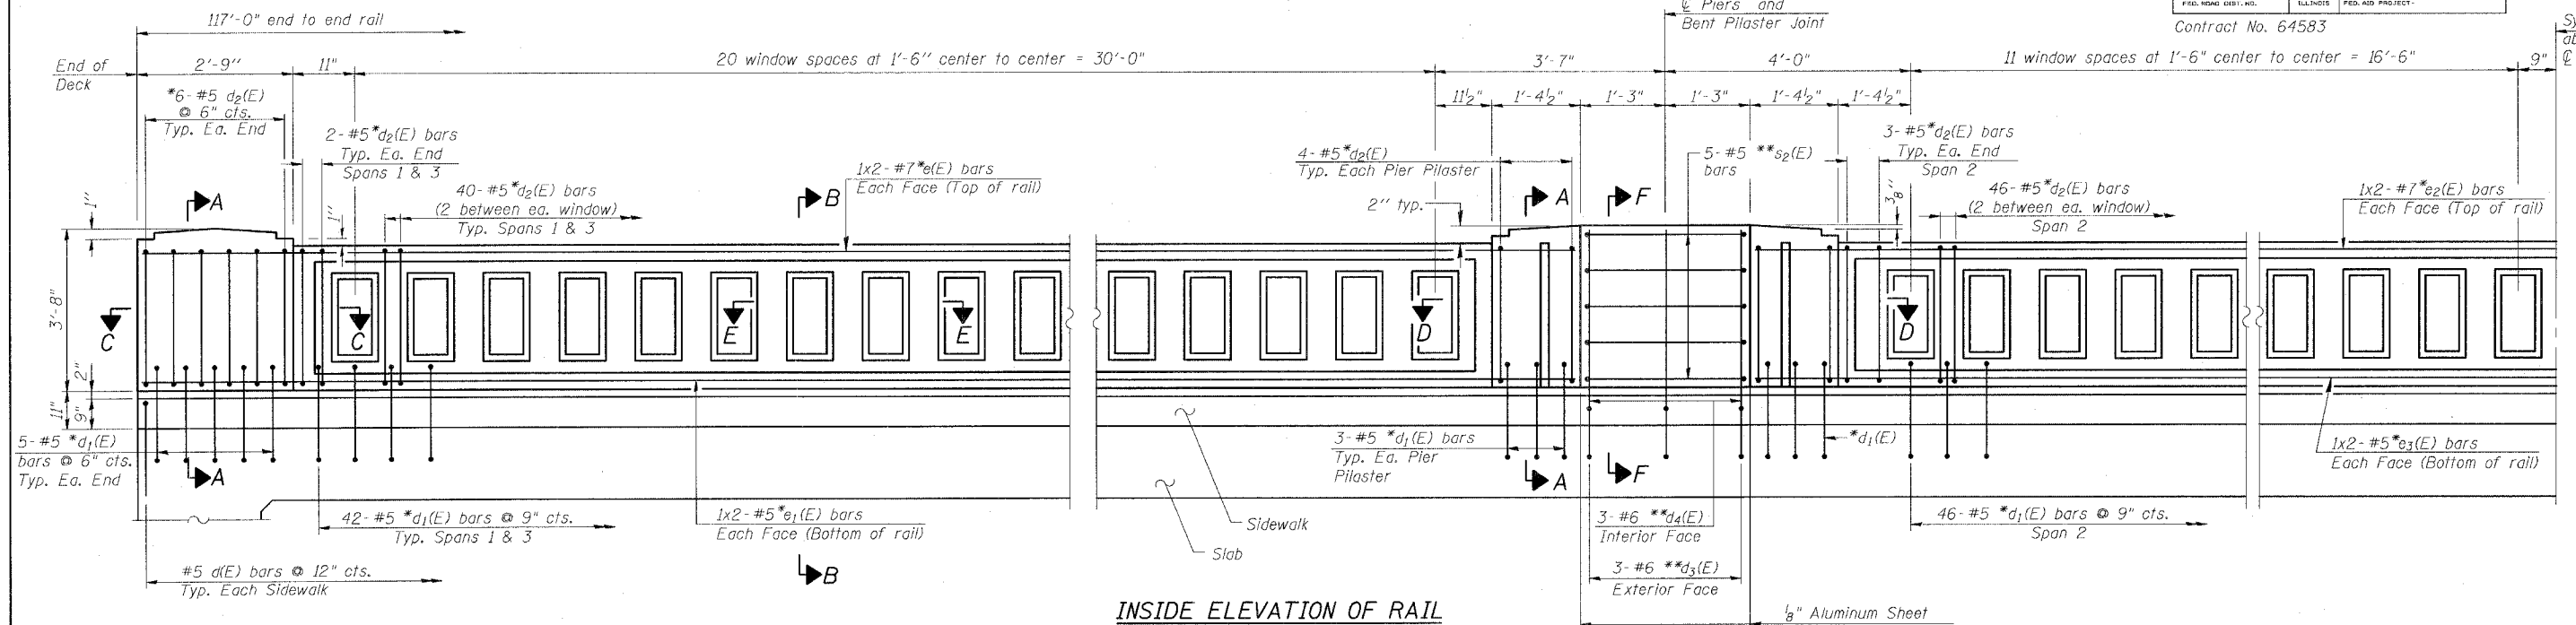 117'-0" end to end rail
℄ Piers and
Bent Pilaster Joint
FED. ROAD DIST. NO.
ILLINOIS
FED. AID PROJECT-
Contract No. 64583
End of
Deck
2'-9"
11"
20 window spaces at 1'-6" center to center = 30'-0"
3'-7"
4'-0"
11 window spaces at 1'-6" center to center = 16'-6"
9"
℄
11½"
1'-4½"
1'-3"
1'-3"
1'-4½"
1'-4½"
*6-#5 d2(E)
@ 6" cts.
Typ. Ea. End
2-#5*d2(E) bars
Typ. Ea. End
Spans 1 & 3
40-#5*d2(E) bars
(2 between ea. window)
Typ. Spans 1 & 3
1x2-#7*e(E) bars
Each Face (Top of rail)
4-#5*d2(E)
Typ. Each Pier Pilaster
5-#5 **s2(E)
bars
3-#5*d2(E) bars
Typ. Ea. End
Span 2
46-#5*d2(E) bars
(2 between ea. window)
Span 2
1x2-#7*e2(E) bars
Each Face (Top of rail)
1"
A
1"
B
2" typ.
A
F
3'-8"
C
C
E
E
D
D
2"
11"
9"
5-#5 *d1(E)
bars @ 6" cts.
Typ. Ea. End
A
42-#5 *d1(E) bars @ 9" cts.
Typ. Spans 1 & 3
#5 d(E) bars @ 12" cts.
Typ. Each Sidewalk
1x2-#5*e1(E) bars
Each Face (Bottom of rail)
B
Sidewalk
Slab
3-#5 *d1(E) bars
Typ. Ea. Pier
Pilaster
A
F
*d1(E)
3-#6 **d4(E)
Interior Face
3-#6 **d3(E)
Exterior Face
1x2-#5*e3(E) bars
Each Face (Bottom of rail)
46-#5 *d1(E) bars @ 9" cts.
Span 2
INSIDE ELEVATION OF RAIL
⅛" Aluminum Sheet